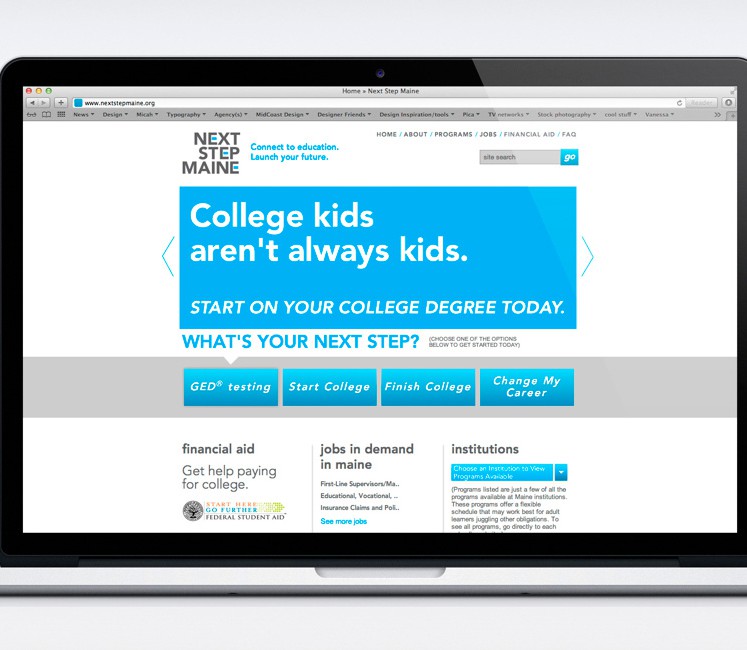 Home » Next Step Maine
www.nextstepmaine.org
Reader
News Design Micah Typography Agency(s) MidCoast Design Designer Friends Design Inspiration/tools Pica TV networks Stock photography cool stuff Vanessa
NEXT
STEP
MAINE
Connect to education.
Launch your future.
HOME / ABOUT / PROGRAMS / JOBS / FINANCIAL AID / FAQ
site search
go
College kids
aren't always kids.
START ON YOUR COLLEGE DEGREE TODAY.
WHAT'S YOUR NEXT STEP?
(CHOOSE ONE OF THE OPTIONS
BELOW TO GET STARTED TODAY)
GED® testing
Start College
Finish College
Change My
Career
financial aid
Get help paying
for college.
START HERE
GO FURTHER
FEDERAL STUDENT AID
jobs in demand
in maine
First-Line Supervisors/Ma..
Educational, Vocational, ..
Insurance Claims and Poli..
See more jobs
institutions
Choose an Institution to View
Programs Available
(Programs listed are just a few of all the
programs available at Maine institutions.
These programs offer a flexible
schedule that may work best for adult
learners juggling other obligations. To
see all programs, go directly to each